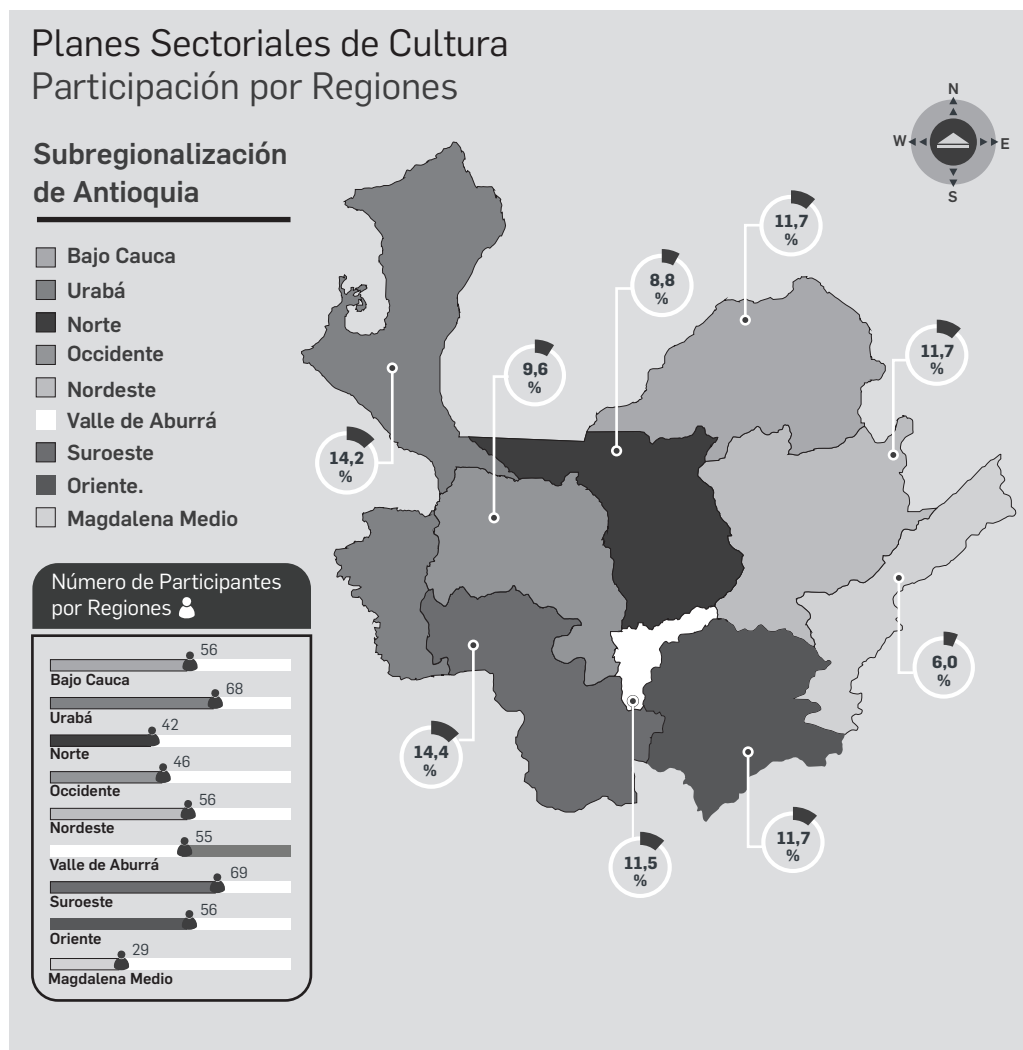 Planes Sectoriales de Cultura
Participación por Regiones
Subregionalización
de Antioquia
Bajo Cauca
Urabá
Norte
Occidente
Nordeste
Valle de Aburrá
Suroeste
Oriente.
Magdalena Medio
N
W
E
S
11,7
%
8,8
%
11,7
%
9,6
%
14,2
%
6,0
%
14,4
%
11,7
%
11,5
%
Número de Participantes
por Regiones
56
Bajo Cauca
68
Urabá
42
Norte
46
Occidente
56
Nordeste
55
Valle de Aburrá
69
Suroeste
56
Oriente
29
Magdalena Medio